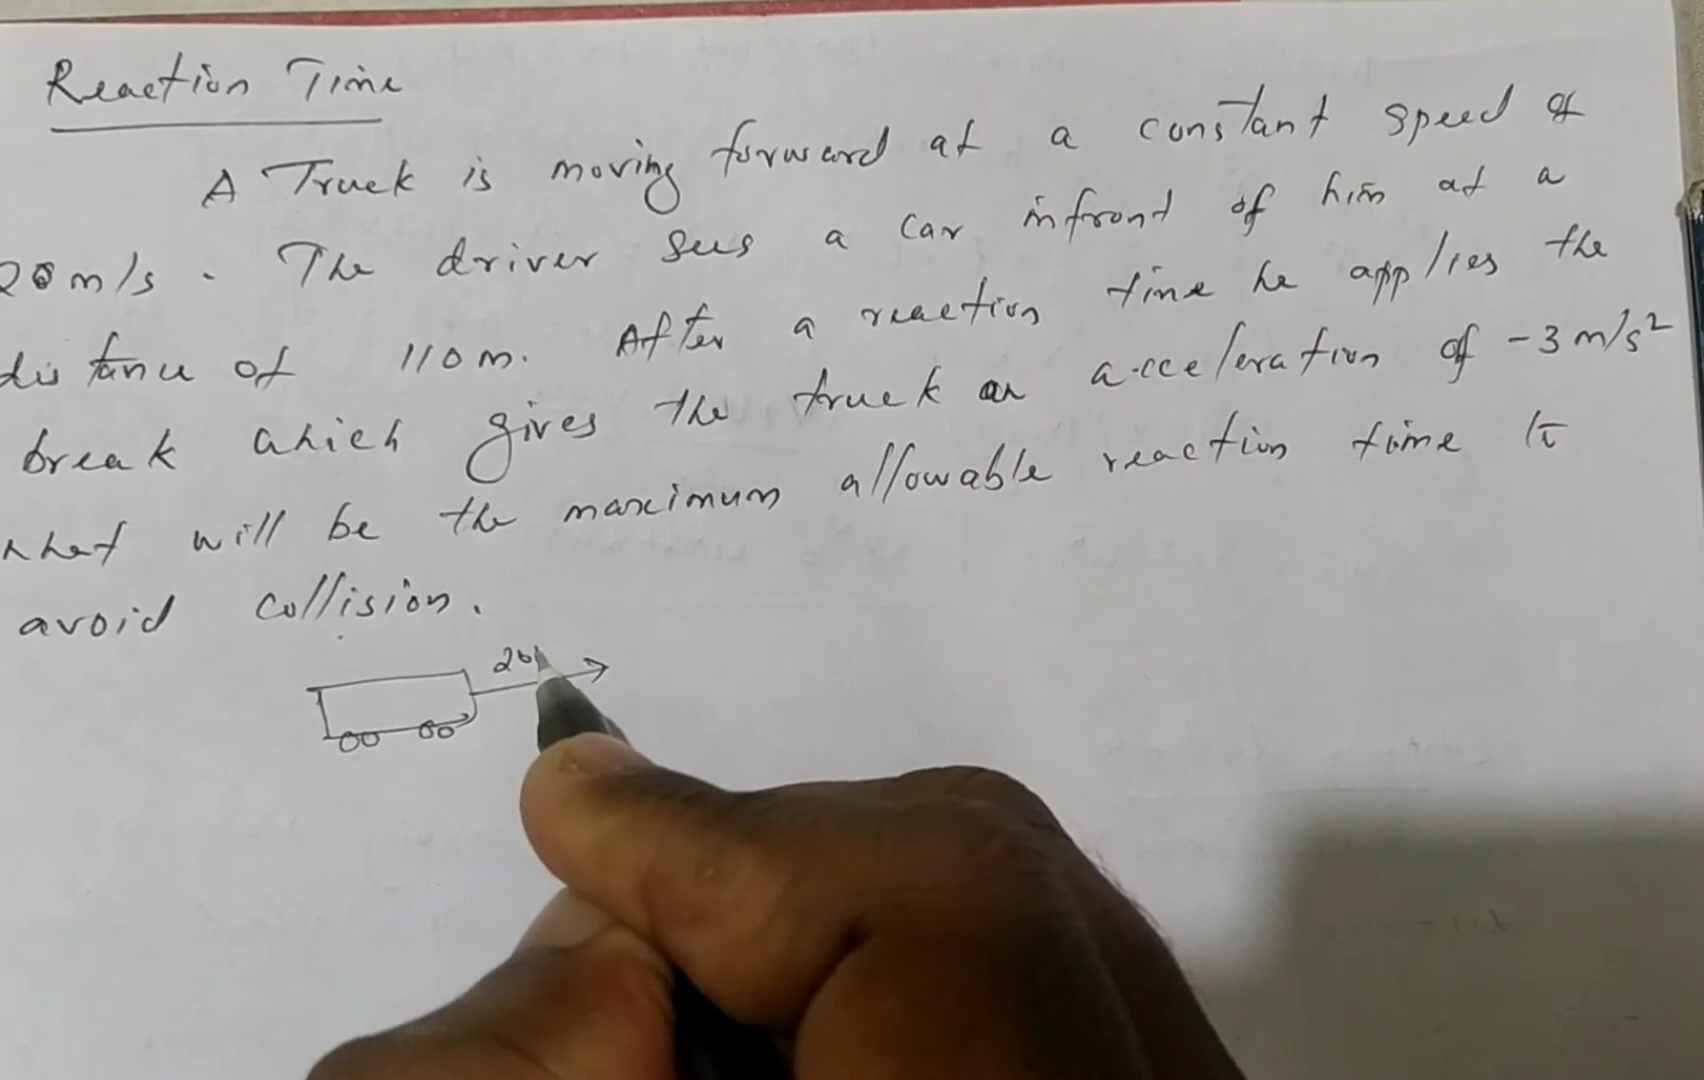 Reaction Time
A Truck is moving forward at a constant speed of
20 m/s. The driver sees a car infront of him at a
distance of 110 m. After a reaction time he applies the
break which gives the truck an acceleration of -3 m/s²
what will be the maximum allowable reaction time to
avoid collision.
20